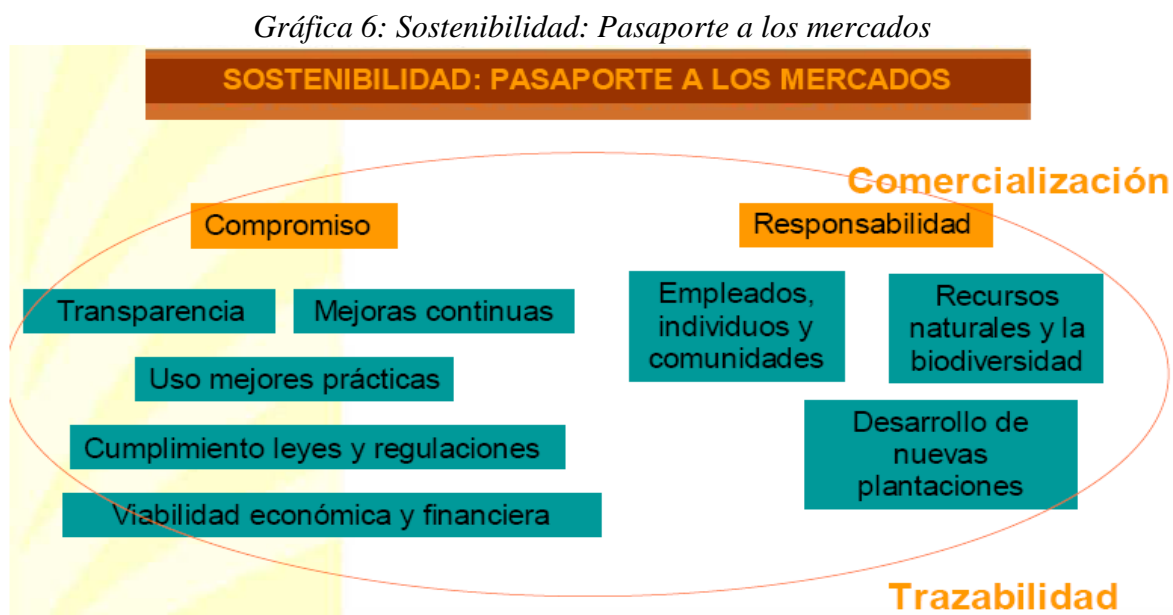 Gráfica 6: Sostenibilidad: Pasaporte a los mercados
SOSTENIBILIDAD: PASAPORTE A LOS MERCADOS
Comercialización
Compromiso
Responsabilidad
Transparencia
Mejoras continuas
Uso mejores prácticas
Cumplimiento leyes y regulaciones
Viabilidad económica y financiera
Empleados,
individuos y
comunidades
Recursos
naturales y la
biodiversidad
Desarrollo de
nuevas
plantaciones
Trazabilidad